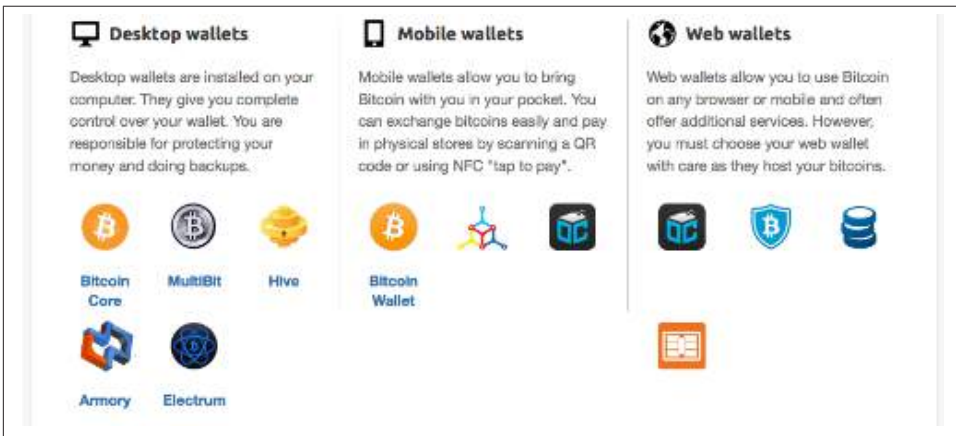 Desktop wallets
Desktop wallets are installed on your
computer. They give you complete
control over your wallet. You are
responsible for protecting your
money and doing backups.
Bitcoin
Core
MultiBit
Hive
Armory
Electrum
Mobile wallets
Mobile wallets allow you to bring
Bitcoin with you in your pocket. You
can exchange bitcoins easily and pay
in physical stores by scanning a QR
code or using NFC "tap to pay".
Bitcoin
Wallet
Web wallets
Web wallets allow you to use Bitcoin
on any browser or mobile and often
offer additional services. However,
you must choose your web wallet
with care as they host your bitcoins.